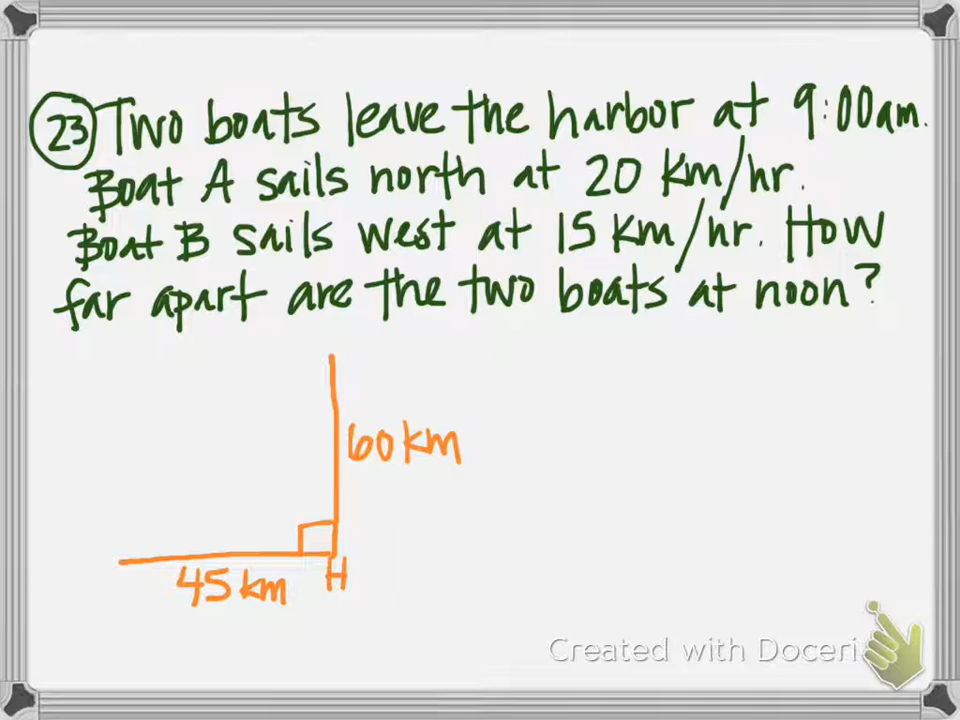 23 Two boats leave the harbor at 9:00am.
Boat A sails north at 20 km/hr.
Boat B sails west at 15 km/hr. How
far apart are the two boats at noon?
60 km
45 km H
Created with Doceri